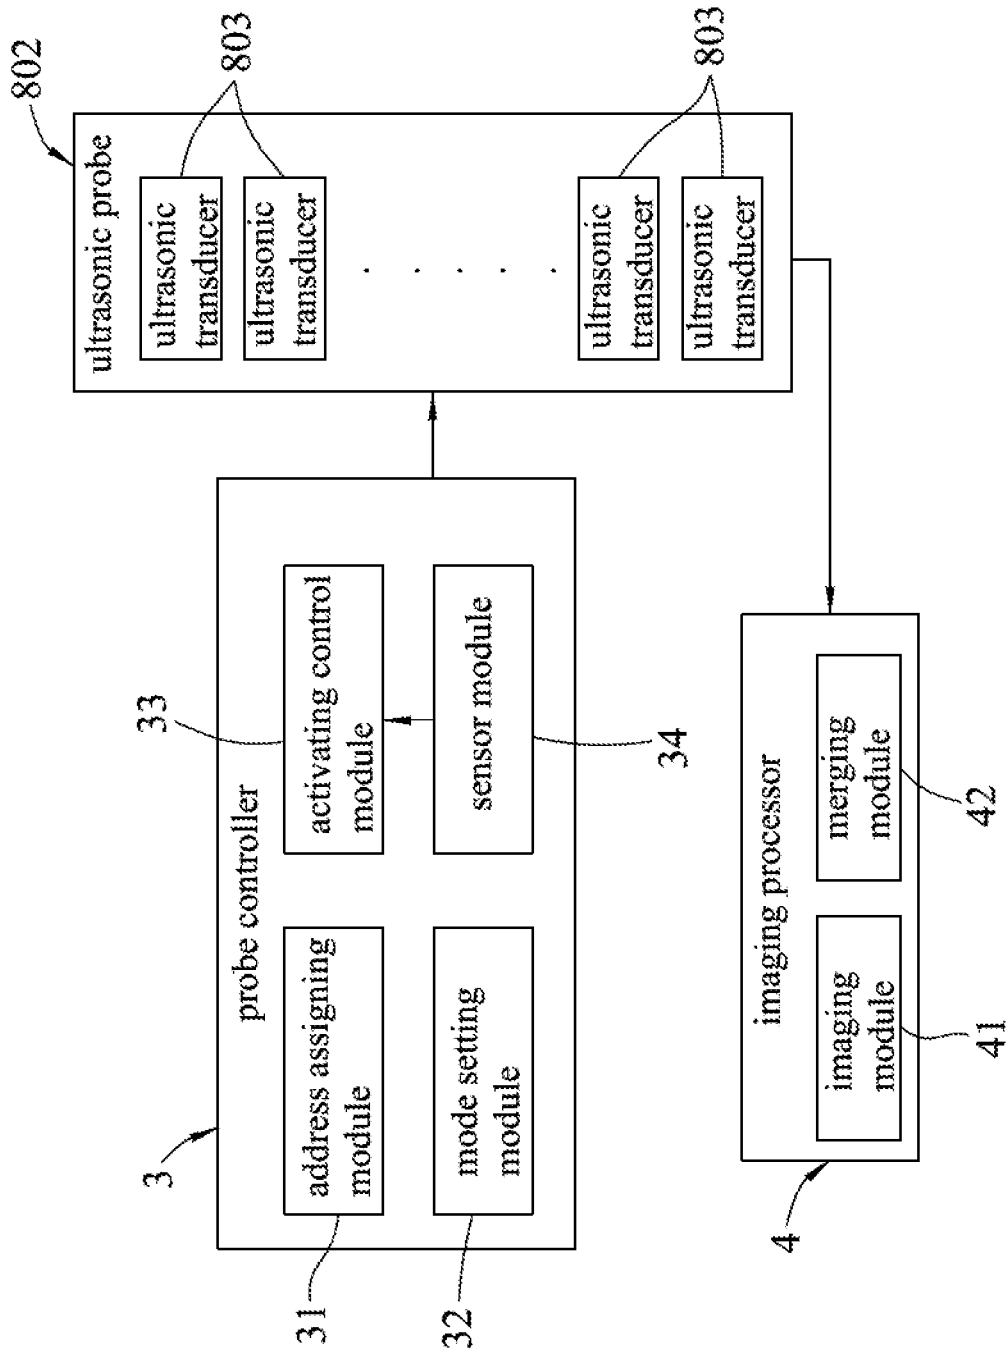 3
probe controller
31
address assigning
module
33
activating control
module
32
mode setting
module
34
sensor module
802
ultrasonic probe
ultrasonic
transducer
803
ultrasonic
transducer
. . . . .
ultrasonic
transducer
803
ultrasonic
transducer
4
imaging processor
imaging
module
41
merging
module
42